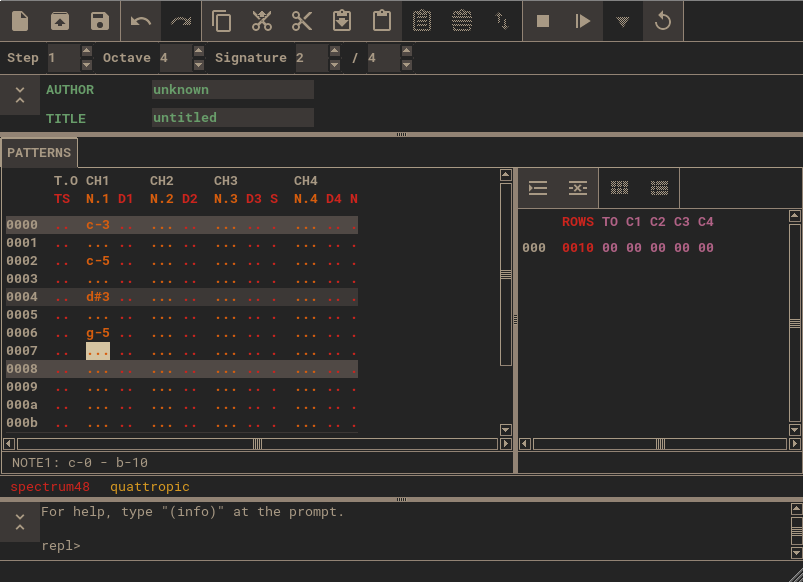 Step 1 Octave 4 Signature 2 / 4
AUTHOR unknown
TITLE untitled
PATTERNS
T.O CH1 CH2 CH3 CH4
TS N.1 D1 N.2 D2 N.3 D3 S N.4 D4 N
0000 .. c-3 .. ... .. ... .. . ... .. .
0001 .. ... .. ... .. ... .. . ... .. .
0002 .. c-5 .. ... .. ... .. . ... .. .
0003 .. ... .. ... .. ... .. . ... .. .
0004 .. d#3 .. ... .. ... .. . ... .. .
0005 .. ... .. ... .. ... .. . ... .. .
0006 .. g-5 .. ... .. ... .. . ... .. .
0007 .. ... .. ... .. ... .. . ... .. .
0008 .. ... .. ... .. ... .. . ... .. .
0009 .. ... .. ... .. ... .. . ... .. .
000a .. ... .. ... .. ... .. . ... .. .
000b .. ... .. ... .. ... .. . ... .. .
ROWS TO C1 C2 C3 C4
000 0010 00 00 00 00 00
NOTE1: c-0 - b-10
spectrum48 quattropic
For help, type "(info)" at the prompt.
repl>